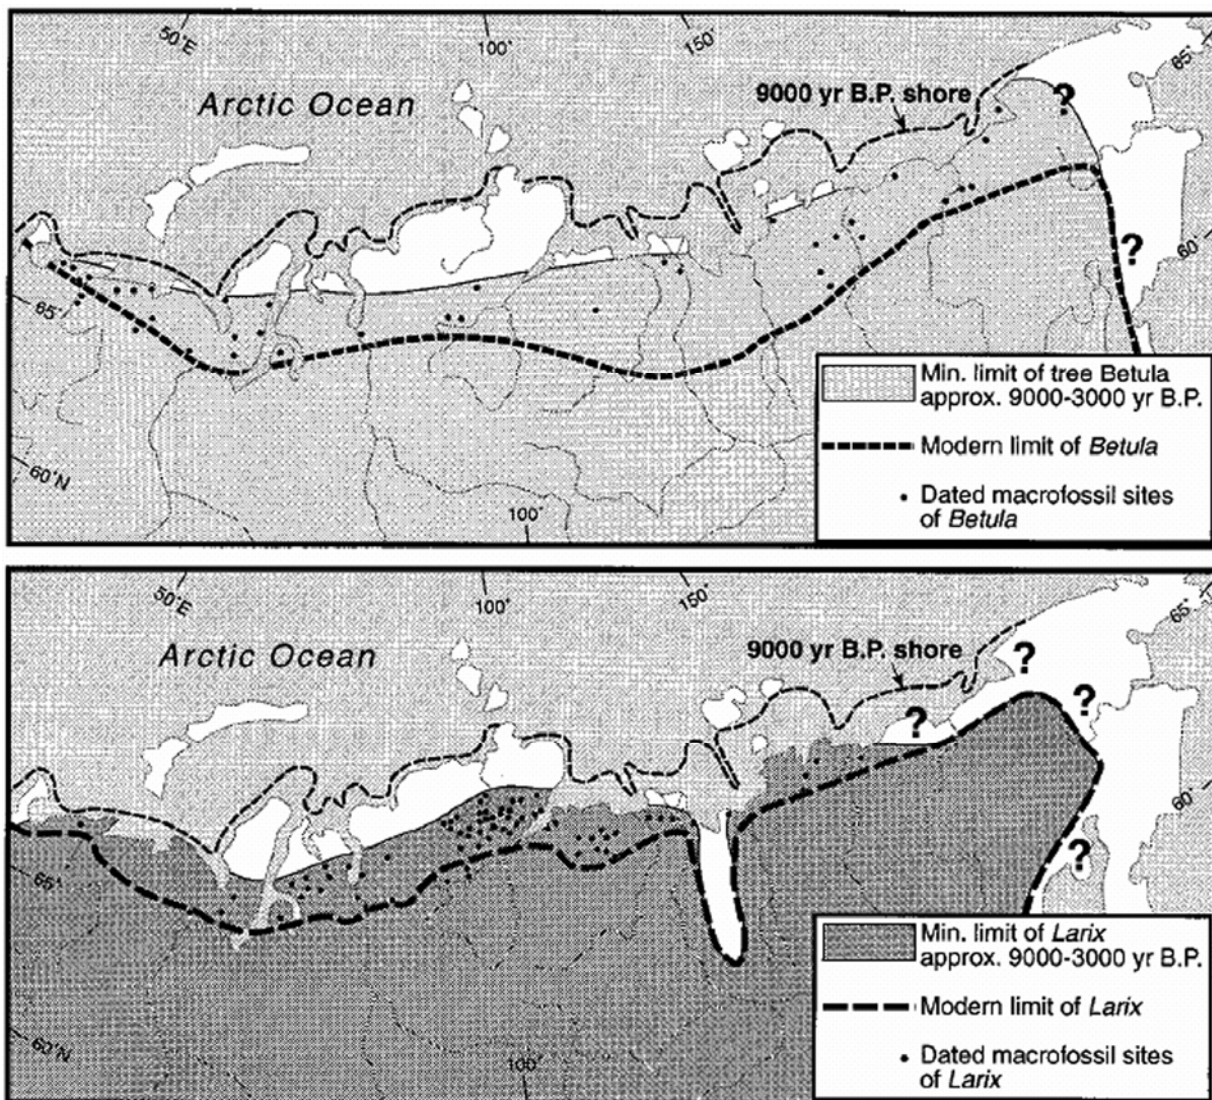 50°E
100°
150°
65°
Arctic Ocean
9000 yr B.P. shore
?
60°
?
65°
Min. limit of tree Betula
approx. 9000-3000 yr B.P.
Modern limit of Betula
60°N
Dated macrofossil sites
of Betula
100°
50°E
100°
150°
65°
Arctic Ocean
9000 yr B.P. shore
?
?
?
60°
?
65°
Min. limit of Larix
approx. 9000-3000 yr B.P.
Modern limit of Larix
60°N
Dated macrofossil sites
of Larix
100°